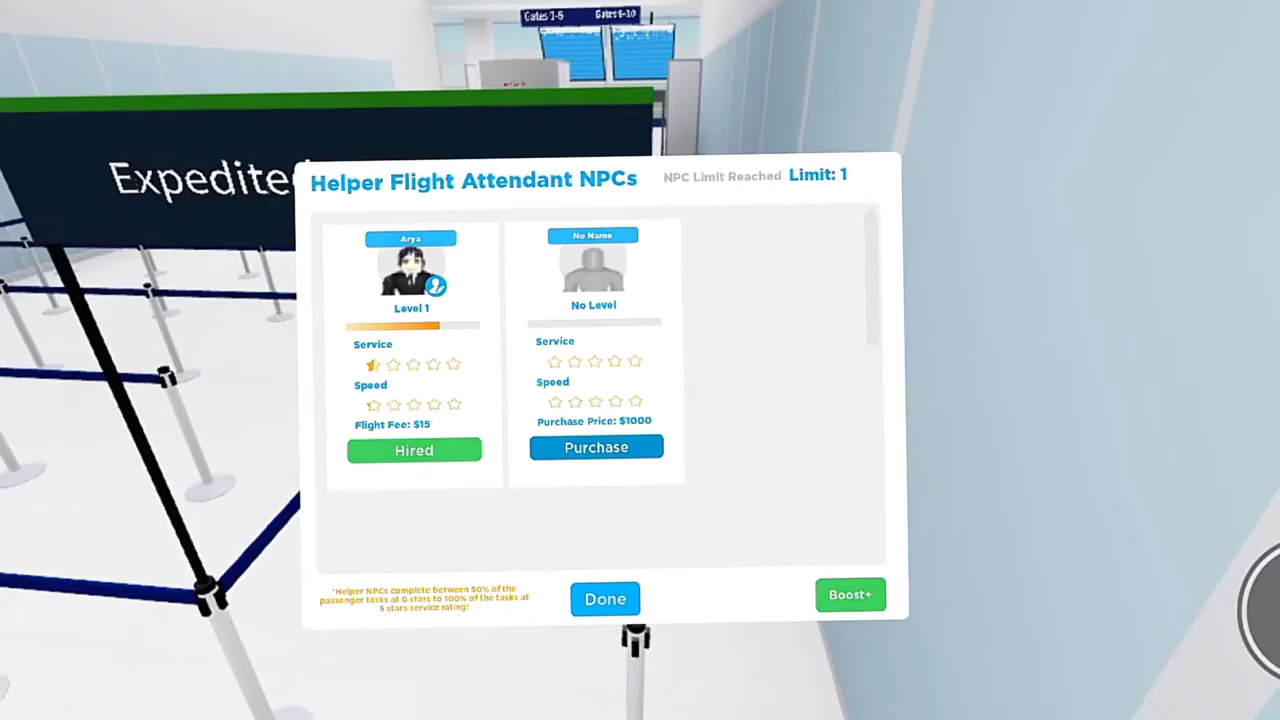 Gates 1-5 Gates 6-10
Expedited
Helper Flight Attendant NPCs
NPC Limit Reached Limit: 1
Arya
Level 1
Service
Speed
Flight Fee: $15
Hired
No Name
No Level
Service
Speed
Purchase Price: $1000
Purchase
*Helper NPCs complete between 50% of the
passenger tasks at 0 stars to 100% of the tasks at
5 stars service rating!
Done
Boost+